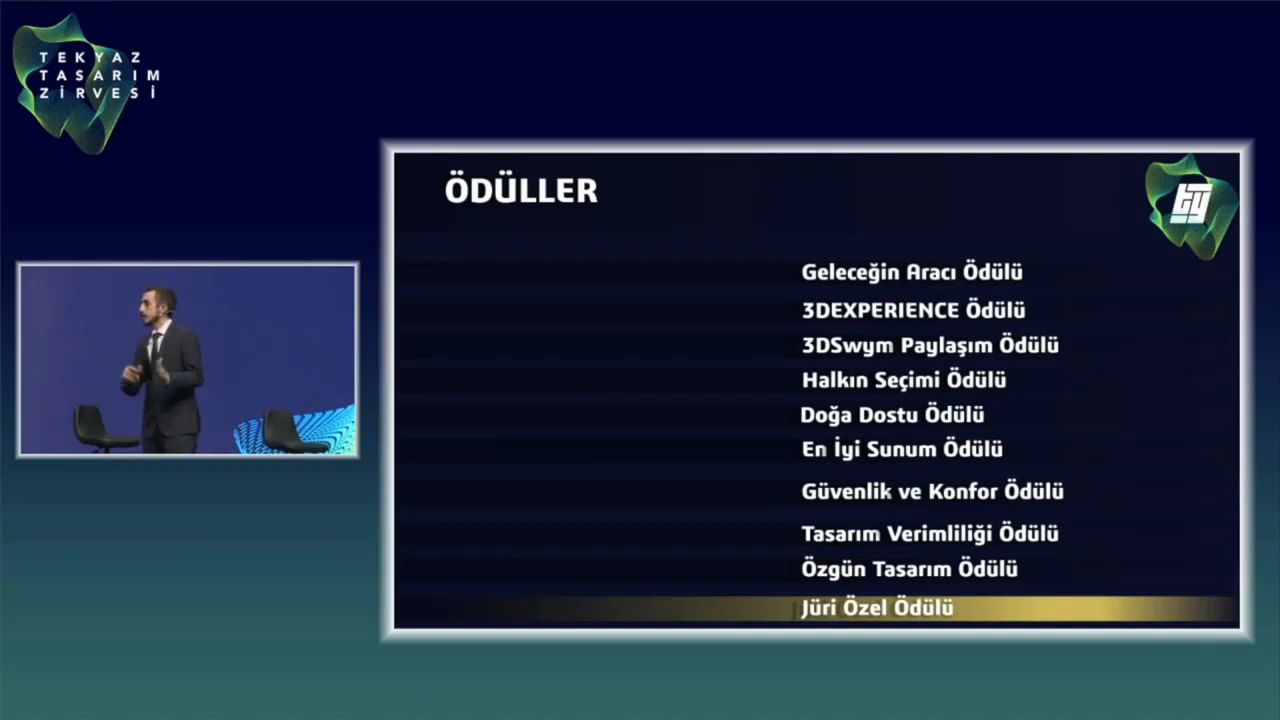 TEKYAZ
TASARIM
ZİRVESİ
ÖDÜLLER
ty
Geleceğin Aracı Ödülü
3DEXPERIENCE Ödülü
3DSwym Paylaşım Ödülü
Halkın Seçimi Ödülü
Doğa Dostu Ödülü
En İyi Sunum Ödülü
Güvenlik ve Konfor Ödülü
Tasarım Verimliliği Ödülü
Özgün Tasarım Ödülü
Jüri Özel Ödülü